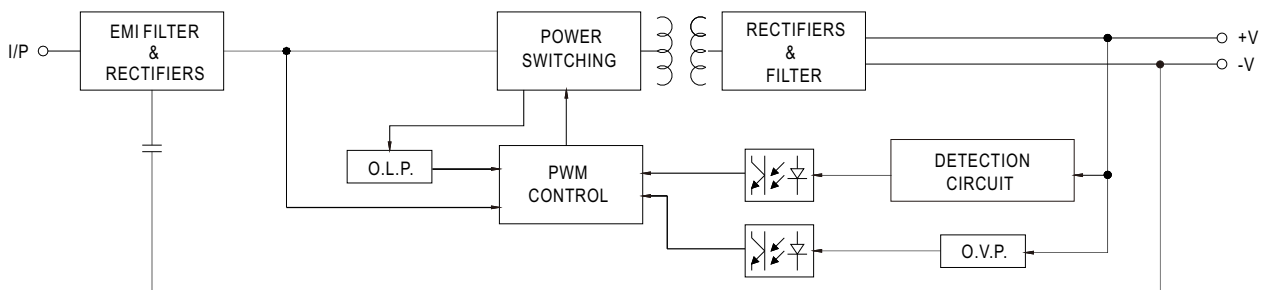 I/P
EMI FILTER
&
RECTIFIERS
POWER
SWITCHING
RECTIFIERS
&
FILTER
+V
-V
O.L.P.
PWM
CONTROL
DETECTION
CIRCUIT
O.V.P.